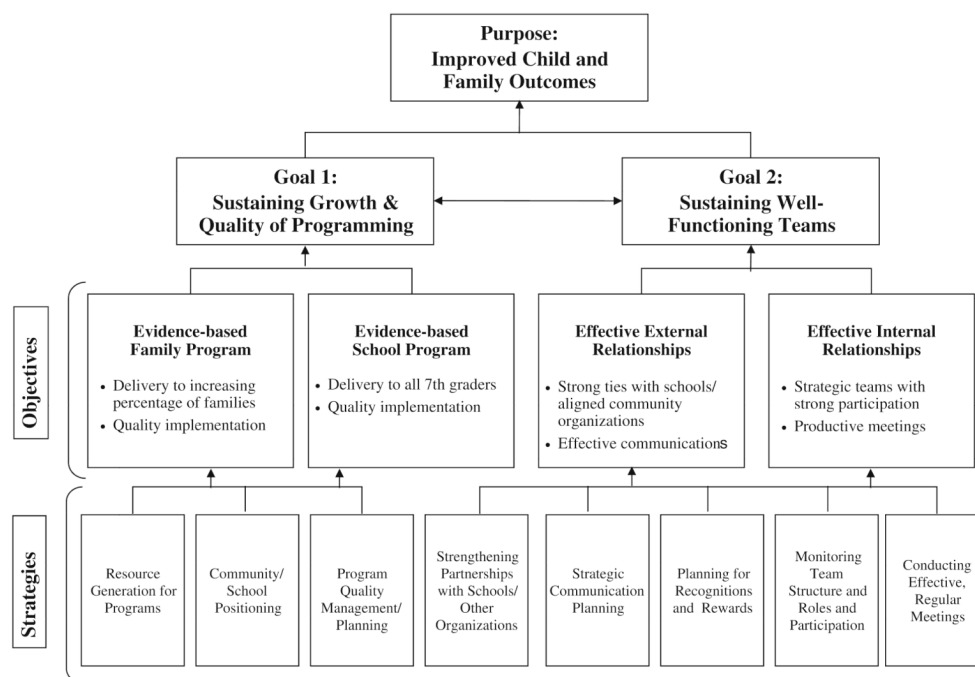 Purpose:
Improved Child and
Family Outcomes
Goal 1:
Sustaining Growth &
Quality of Programming
Goal 2:
Sustaining Well-
Functioning Teams
Objectives
Evidence-based
Family Program
• Delivery to increasing
percentage of families
• Quality implementation
Evidence-based
School Program
• Delivery to all 7th graders
• Quality implementation
Effective External
Relationships
• Strong ties with schools/
aligned community
organizations
• Effective communications
Effective Internal
Relationships
• Strategic teams with
strong participation
• Productive meetings
Strategies
Resource
Generation for
Programs
Community/
School
Positioning
Program
Quality
Management/
Planning
Strengthening
Partnerships
with Schools/
Other
Organizations
Strategic
Communication
Planning
Planning for
Recognitions
and Rewards
Monitoring
Team
Structure and
Roles and
Participation
Conducting
Effective,
Regular
Meetings